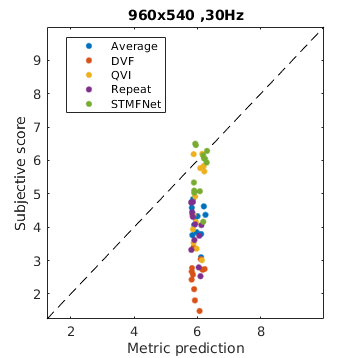 960x540 ,30Hz
Average
DVF
QVI
Repeat
STMFNet
9
8
7
6
5
4
3
2
Subjective score
2
4
6
8
Metric prediction